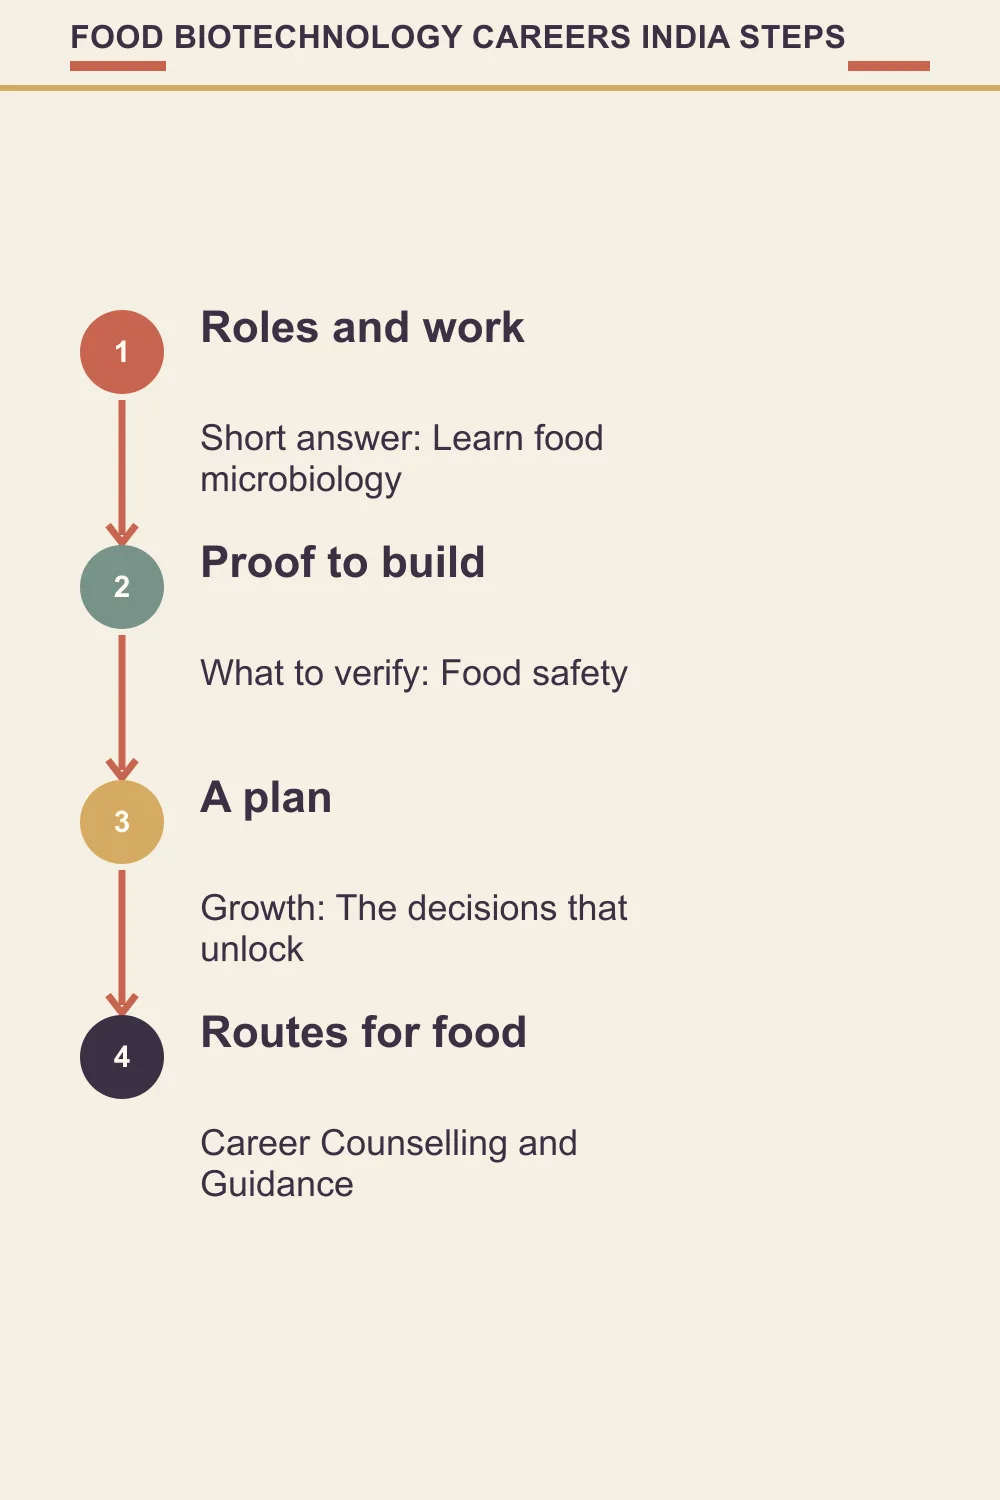 FOOD BIOTECHNOLOGY CAREERS INDIA STEPS
1
Roles and work
Short answer: Learn food
microbiology
2
Proof to build
What to verify: Food safety
3
A plan
Growth: The decisions that
unlock
4
Routes for food
Career Counselling and
Guidance